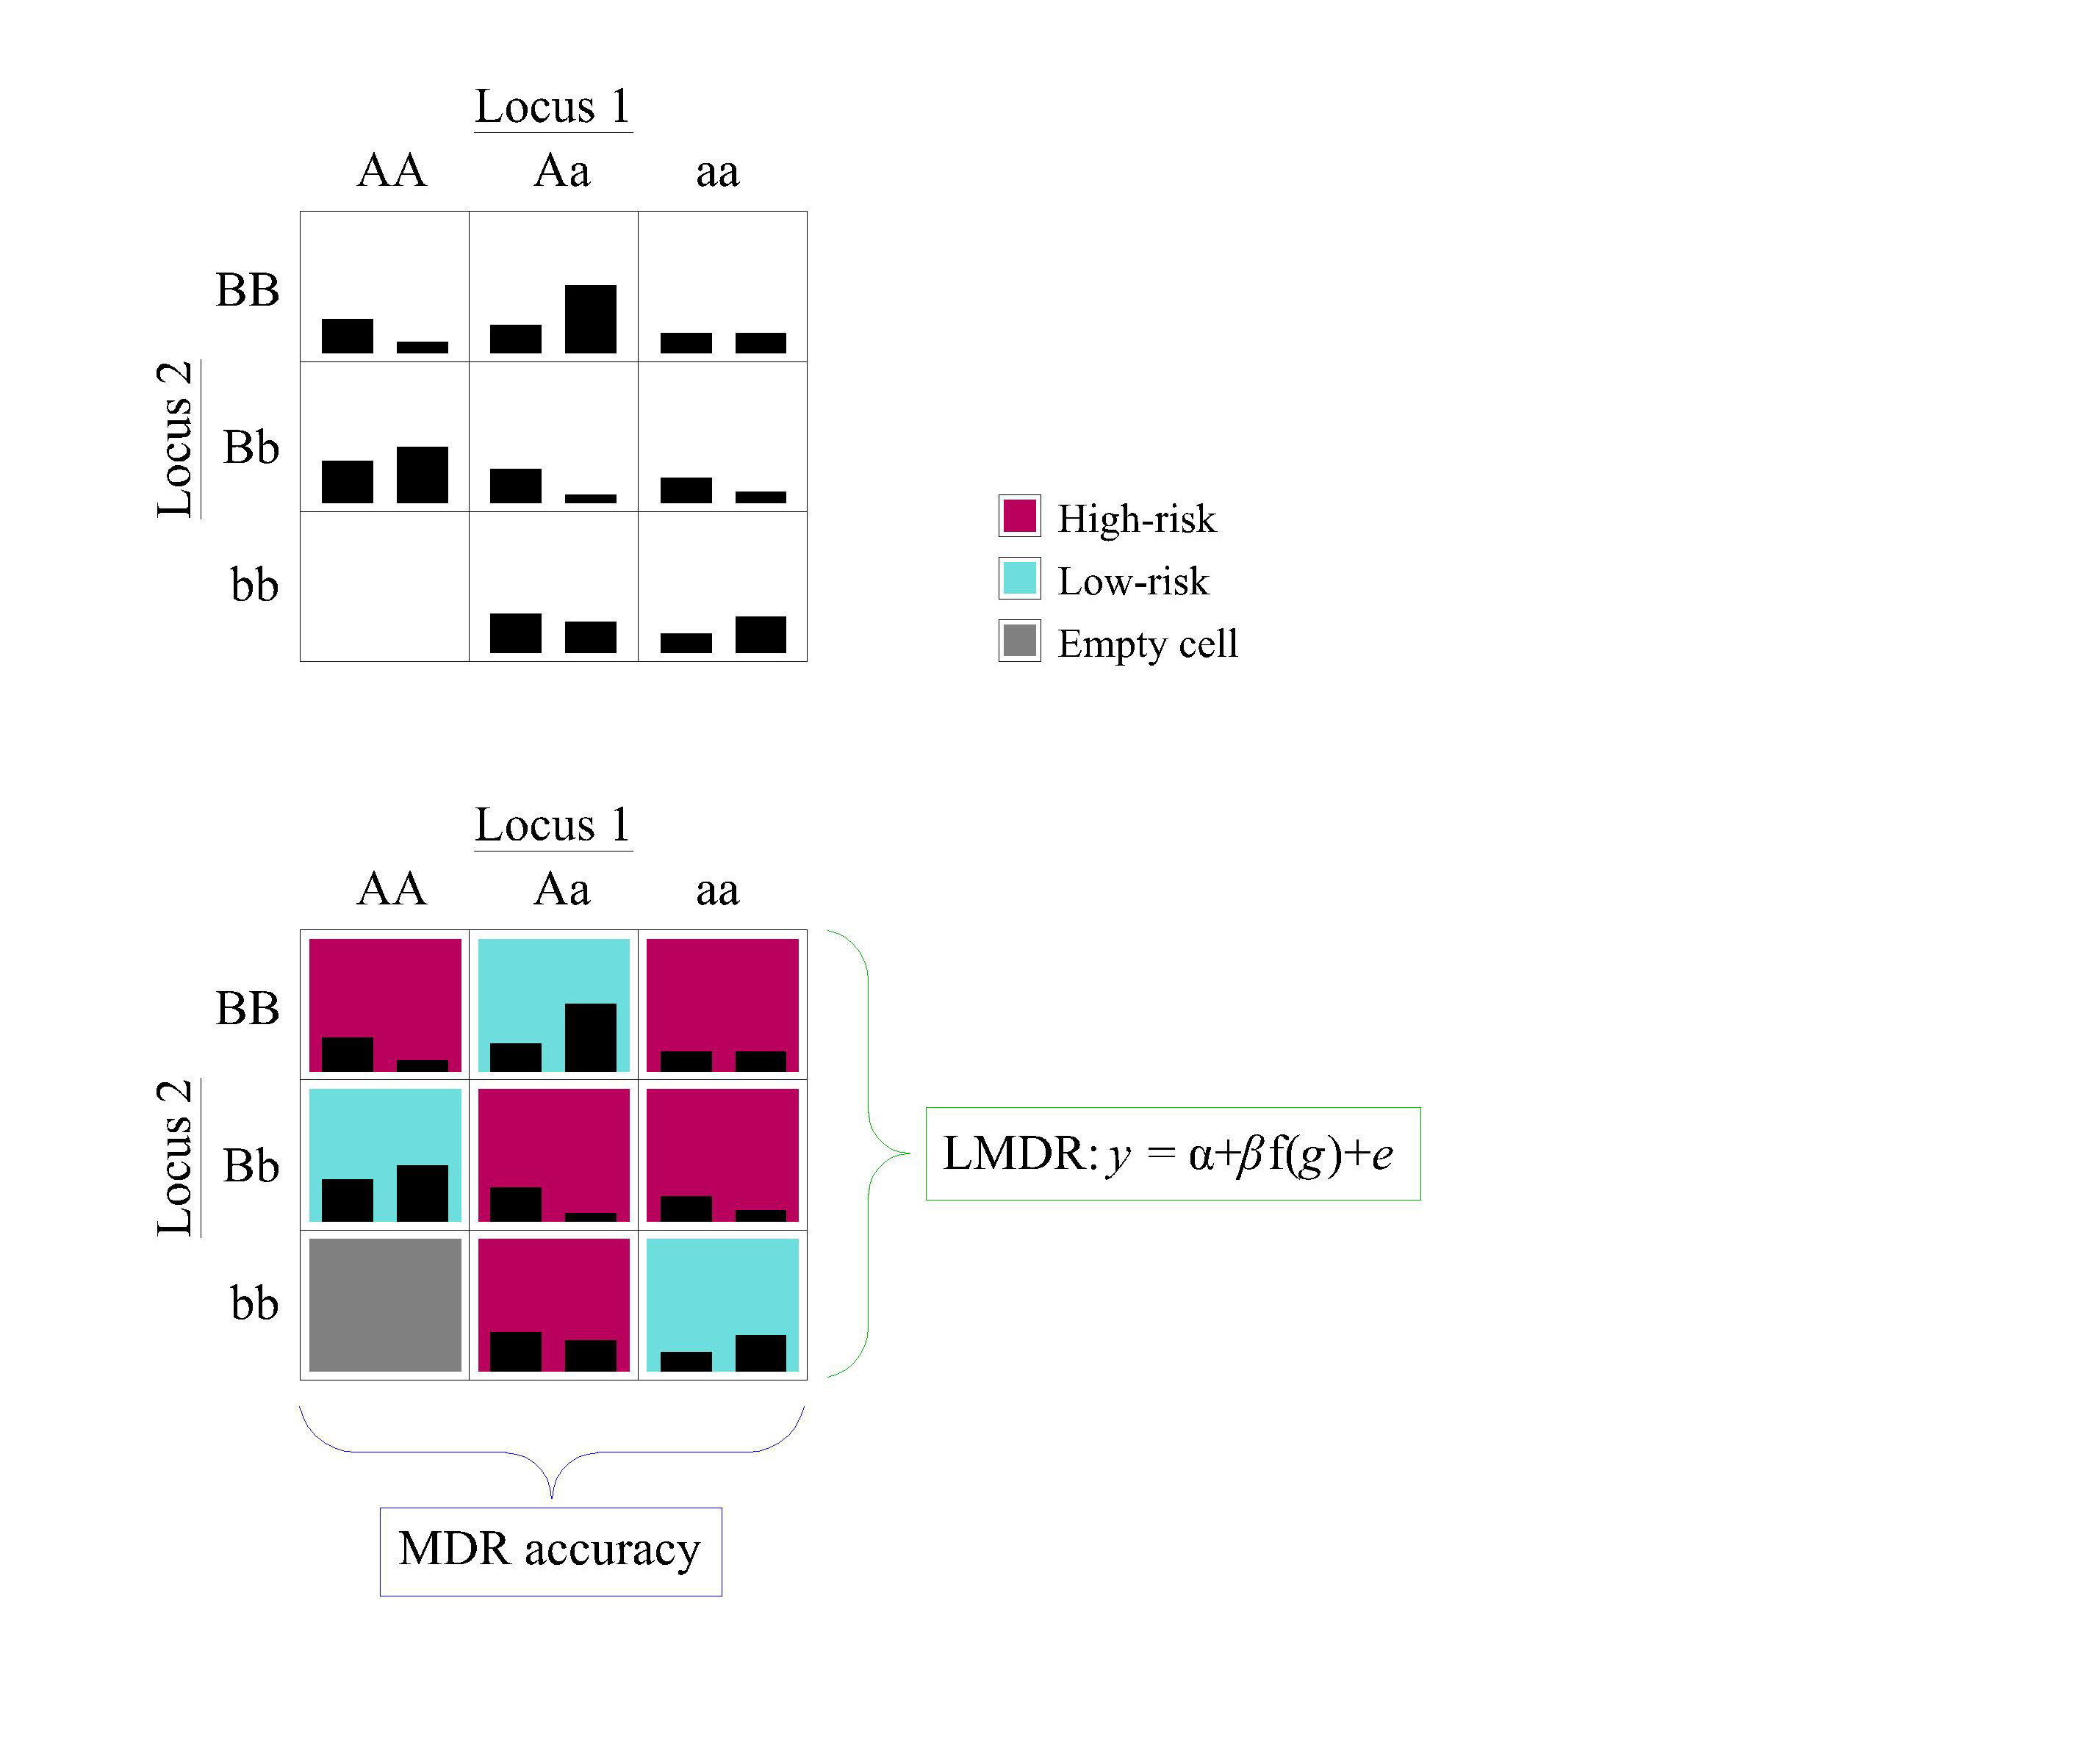 Locus 1
AA Aa aa
BB
Locus 2
Bb
bb
High-risk
Low-risk
Empty cell
Locus 1
AA Aa aa
BB
Locus 2
Bb
bb
LMDR: y = α+βf(g)+e
MDR accuracy